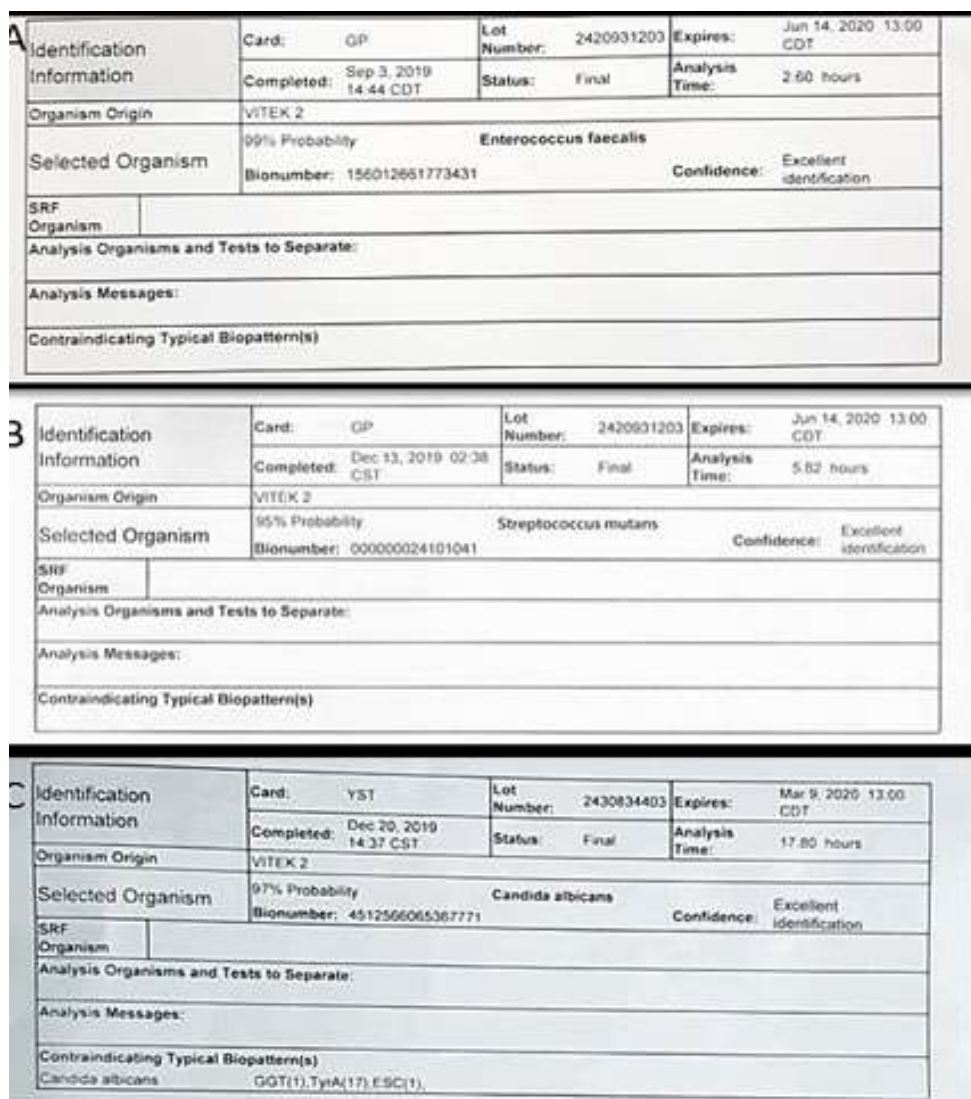 A
Identification Information
Card: GP
Lot Number: 2420931203
Expires: Jun 14, 2020 13:00 CDT
Completed: Sep 3, 2019 14:44 CDT
Status: Final
Analysis Time: 2.60 hours
Organism Origin VITEK 2
Selected Organism
99% Probability Enterococcus faecalis
Bionumber: 156012661773431 Confidence: Excellent identification
SRF Organism
Analysis Organisms and Tests to Separate:
Analysis Messages:
Contraindicating Typical Biopattern(s)
B
Identification Information
Card: GP
Lot Number: 2420931203
Expires: Jun 14, 2020 13:00 CDT
Completed: Dec 13, 2019 02:38 CST
Status: Final
Analysis Time: 5.82 hours
Organism Origin VITEK 2
Selected Organism
95% Probability Streptococcus mutans
Bionumber: 000000024101041 Confidence: Excellent identification
SRF Organism
Analysis Organisms and Tests to Separate:
Analysis Messages:
Contraindicating Typical Biopattern(s)
C
Identification Information
Card: YST
Lot Number: 2430834403
Expires: Mar 9, 2020 13:00 CDT
Completed: Dec 20, 2019 14:37 CST
Status: Final
Analysis Time: 17.80 hours
Organism Origin VITEK 2
Selected Organism
97% Probability Candida albicans
Bionumber: 4512566065367771 Confidence: Excellent identification
SRF Organism
Analysis Organisms and Tests to Separate:
Analysis Messages:
Contraindicating Typical Biopattern(s)
Candida albicans GGT(1),TyrA(17),ESC(1),